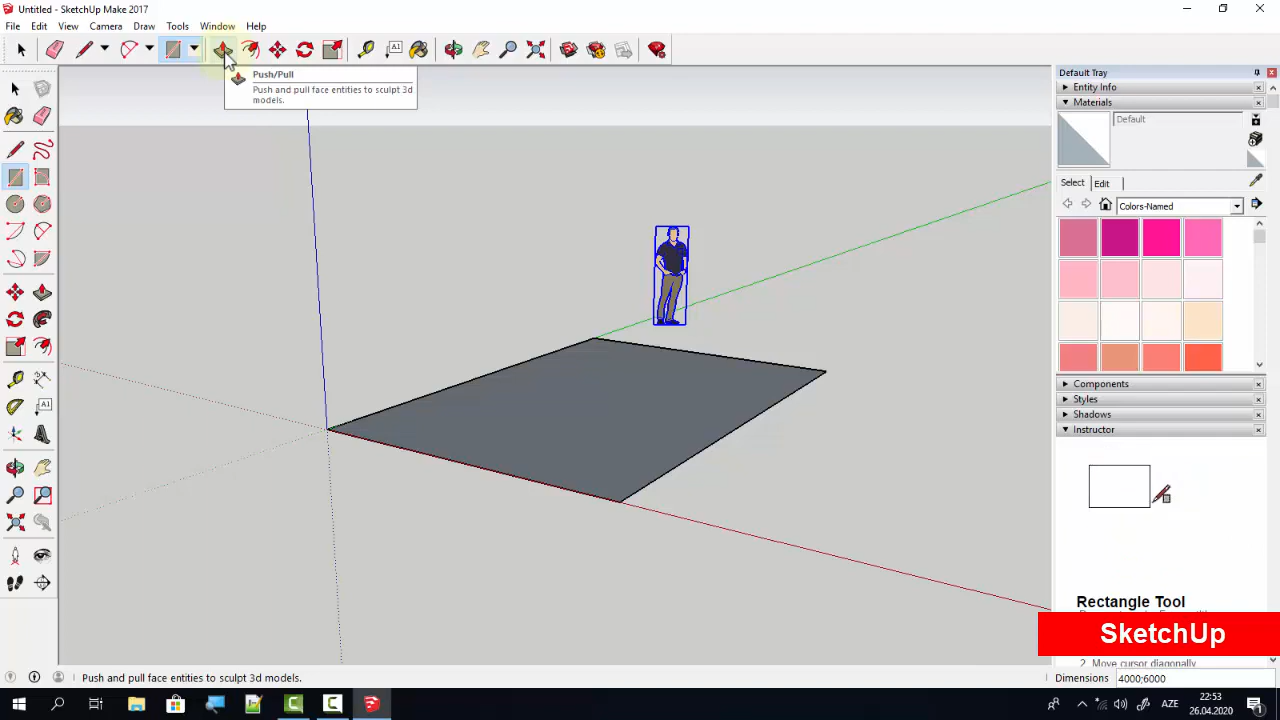 Untitled - SketchUp Make 2017
File Edit View Camera Draw Tools Window Help
Push/Pull
Push and pull face entities to sculpt 3d
models.
Default Tray
Entity Info
Materials
Default
Select Edit
Colors-Named
Components
Styles
Shadows
Instructor
Rectangle Tool
SketchUp
2. Move cursor diagonally
Push and pull face entities to sculpt 3d models.
Dimensions 4000;6000
AZE
22:53
26.04.2020
1